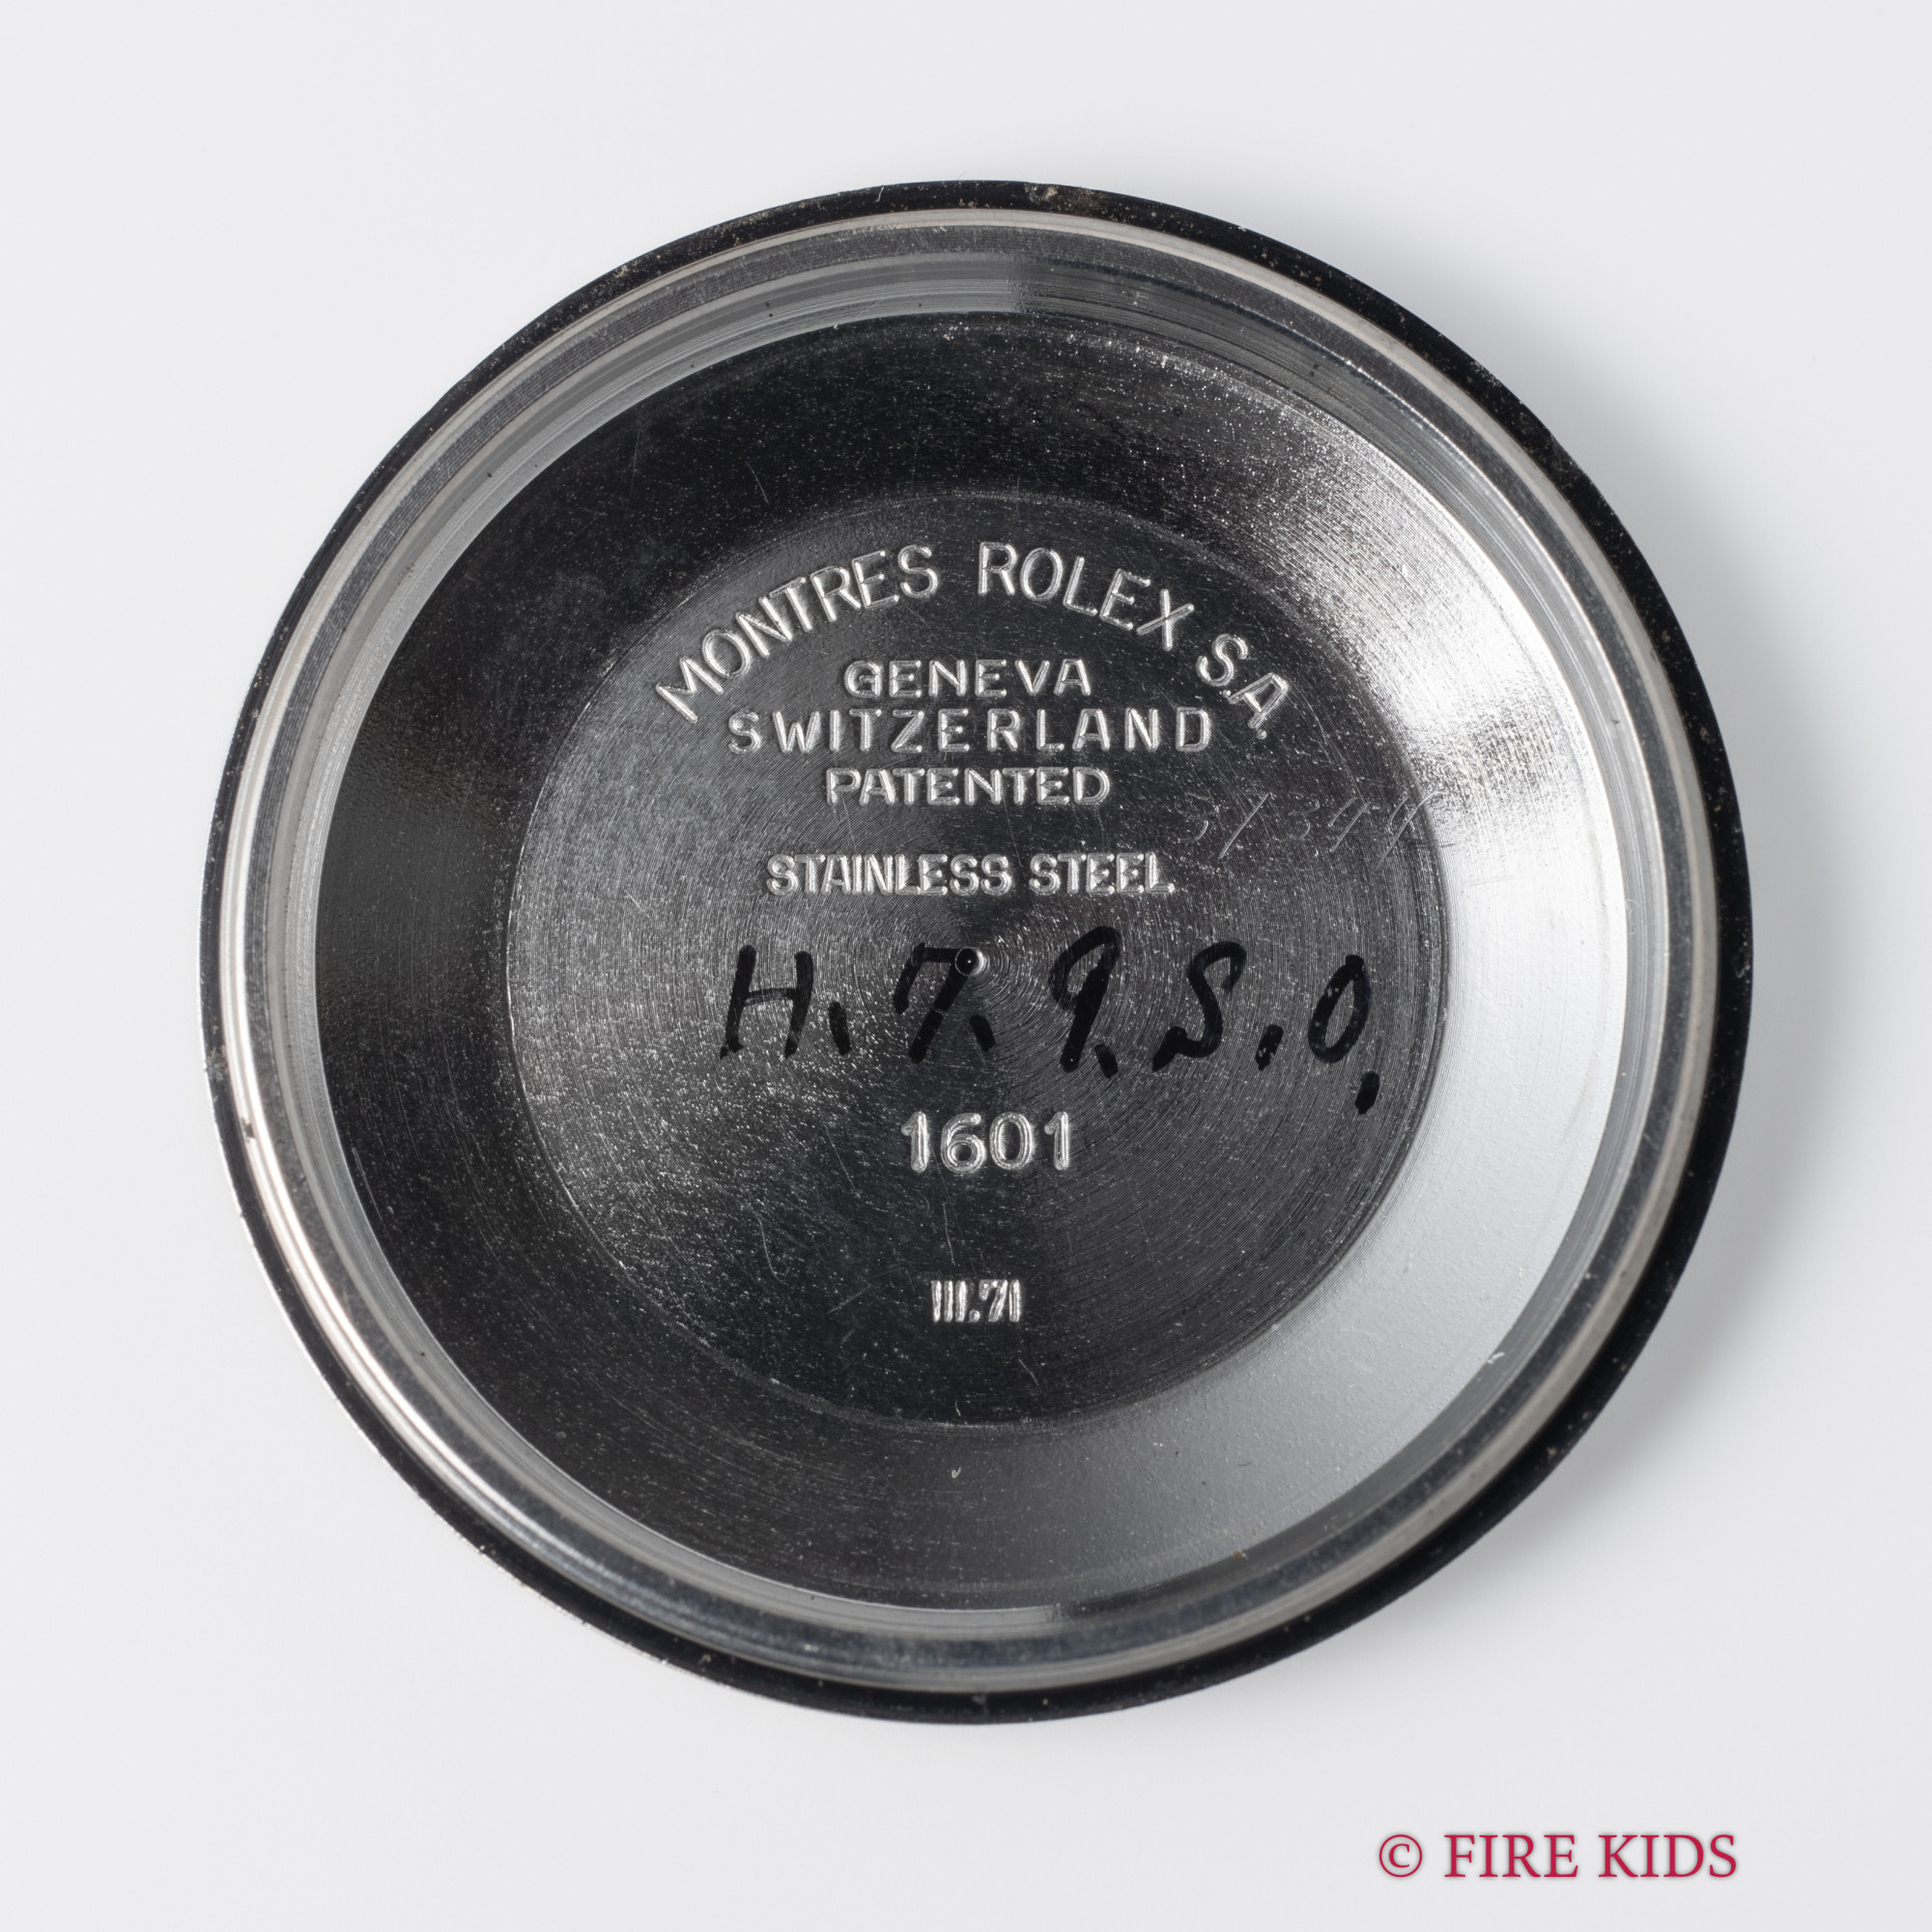 MONTRES ROLEX S.A.
GENEVA
SWITZERLAND
PATENTED
STAINLESS STEEL
H.7.9.S.0.
1601
III.71
© FIRE KIDS